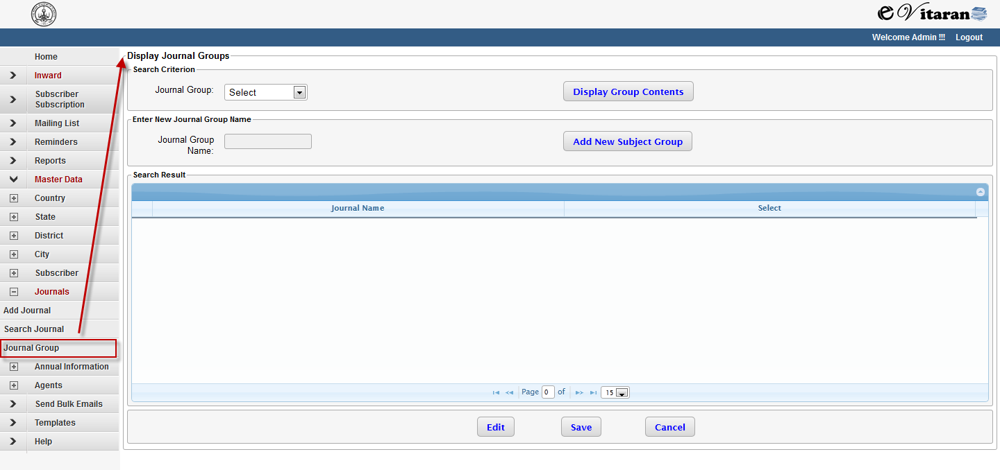 e Vitaran
Welcome Admin !!! Logout
Home
Inward
Subscriber
Subscription
Mailing List
Reminders
Reports
Master Data
Country
State
District
City
Subscriber
Journals
Add Journal
Search Journal
Journal Group
Annual Information
Agents
Send Bulk Emails
Templates
Help
Display Journal Groups
Search Criterion
Journal Group: Select Display Group Contents
Enter New Journal Group Name
Journal Group
Name:
Add New Subject Group
Search Result
Journal Name Select
Page 0 of 15
Edit Save Cancel